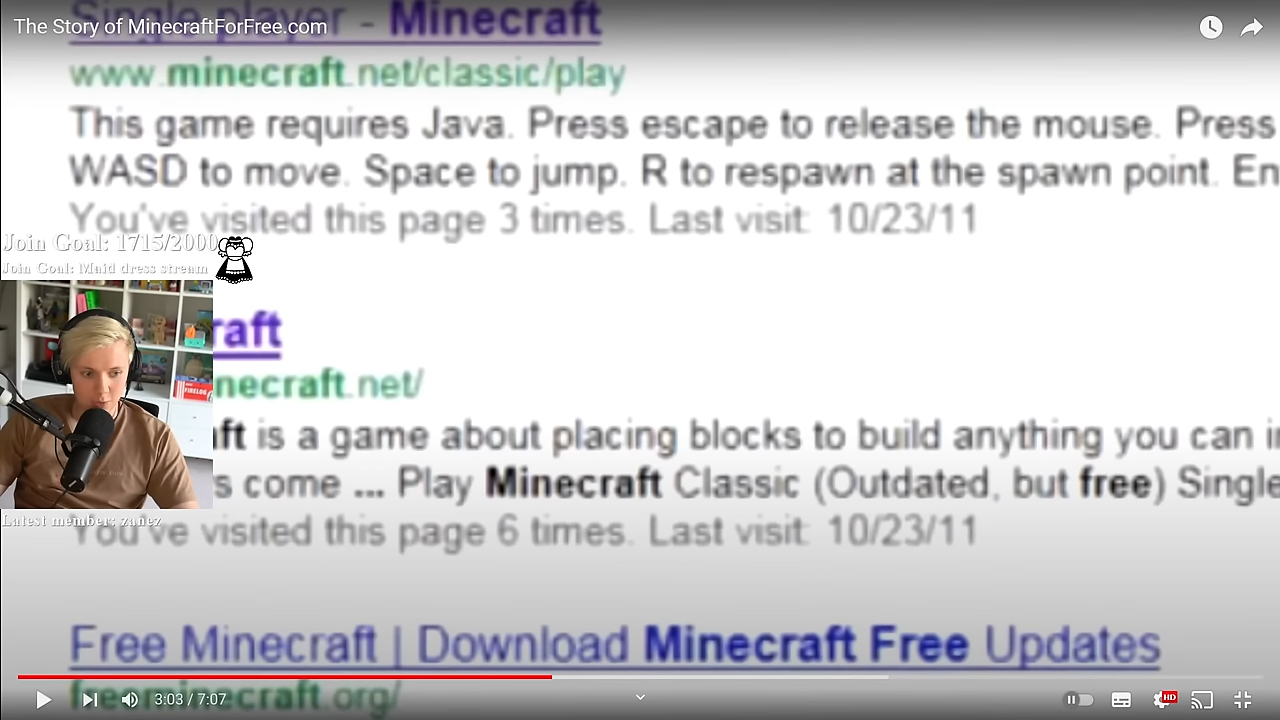 Single player - Minecraft
The Story of MinecraftForFree.com
www.minecraft.net/classic/play
This game requires Java. Press escape to release the mouse. Press
WASD to move. Space to jump. R to respawn at the spawn point. En
You've visited this page 3 times. Last visit: 10/23/11
Join Goal: 1715/2000
Join Goal: Maid dress stream
raft
necraft.net/
ft is a game about placing blocks to build anything you can i
s come ... Play Minecraft Classic (Outdated, but free) Single
Latest member: zanez
You've visited this page 6 times. Last visit: 10/23/11
Free Minecraft | Download Minecraft Free Updates
freeminecraft.org/
3:03 / 7:07
HD